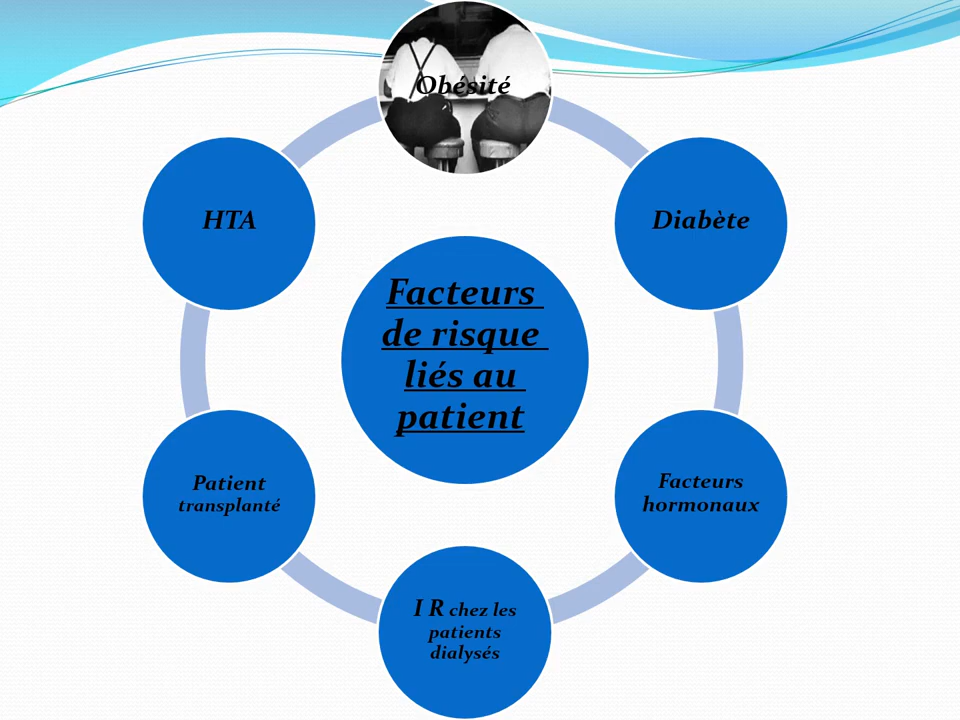 Obésité
HTA
Diabète
Facteurs
de risque
liés au
patient
Patient
transplanté
Facteurs
hormonaux
I R chez les
patients
dialysés